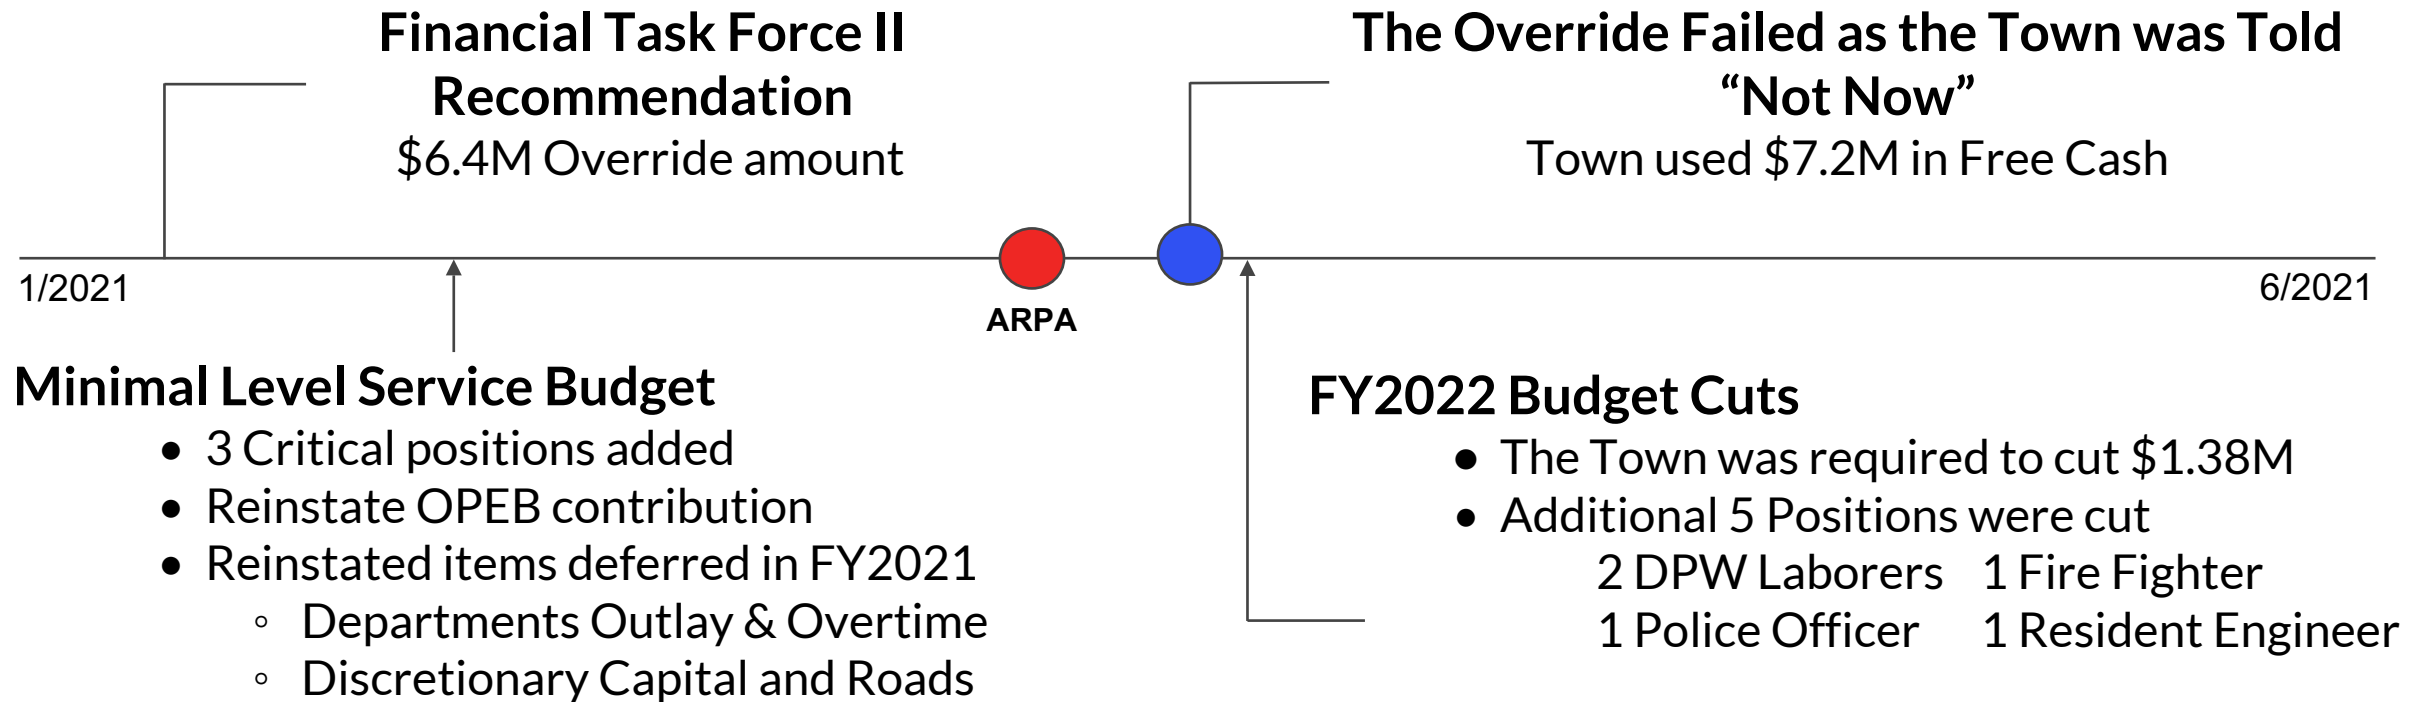 Financial Task Force II
Recommendation
$6.4M Override amount
The Override Failed as the Town was Told
“Not Now”
Town used $7.2M in Free Cash
1/2021
ARPA
6/2021
Minimal Level Service Budget
● 3 Critical positions added
● Reinstate OPEB contribution
● Reinstated items deferred in FY2021
○ Departments Outlay & Overtime
○ Discretionary Capital and Roads
FY2022 Budget Cuts
● The Town was required to cut $1.38M
● Additional 5 Positions were cut
2 DPW Laborers 1 Fire Fighter
1 Police Officer 1 Resident Engineer